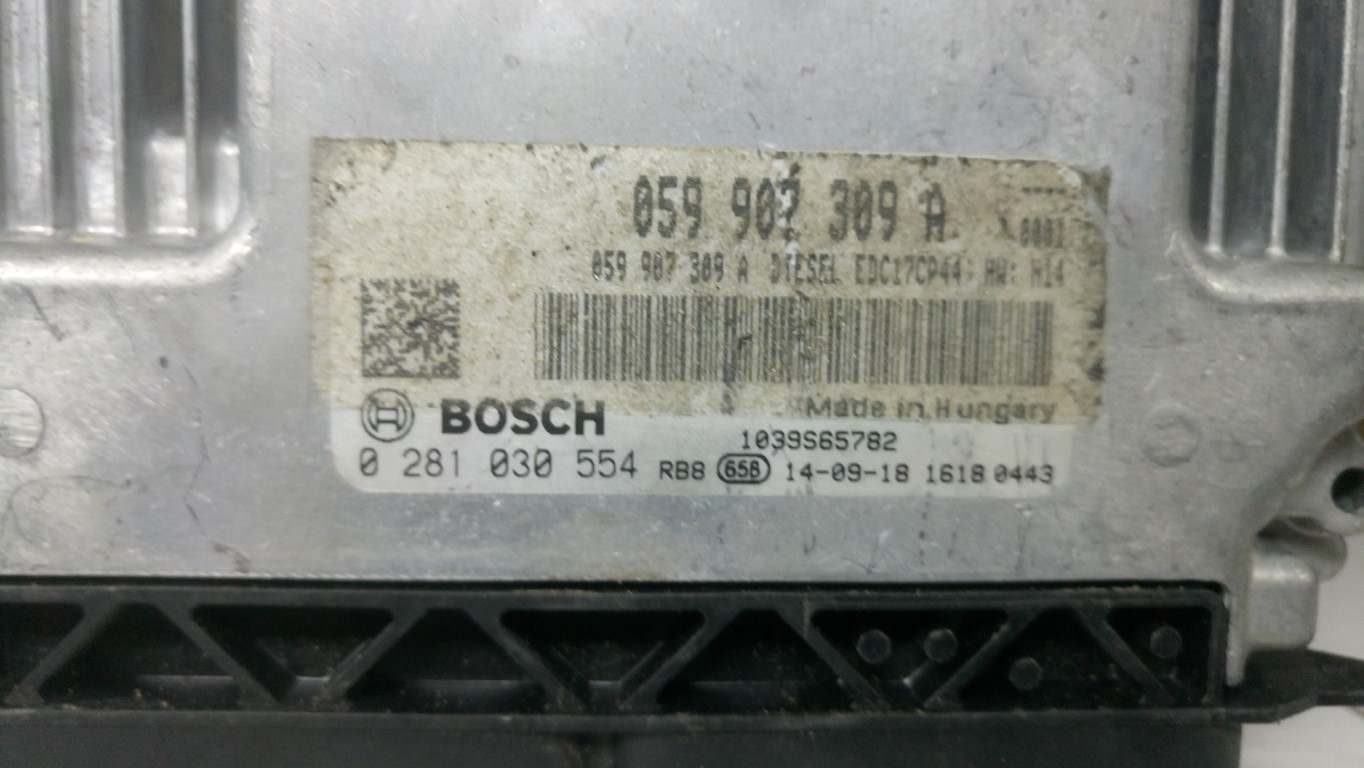 059 907 309 A
0001
059 907 309 A DIESEL EDC17CP44 HW: H14
BOSCH
Made in Hungary
1039S65782
0 281 030 554 RB8 658 14-09-18 1618 0443